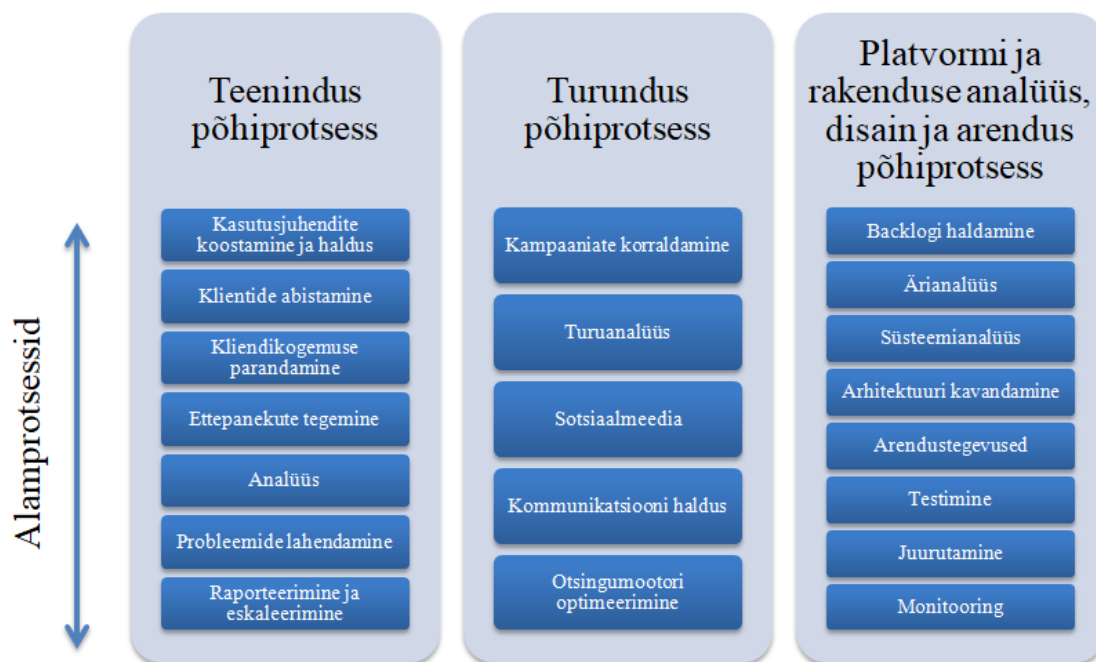 Alamprotsessid
Teenindus
põhiprotsess
Kasutusjuhendite
koostamine ja haldus
Klientide abistamine
Kliendikogemuse
parandamine
Ettepanekute tegemine
Analüüs
Probleemide lahendamine
Raporteerimine ja
eskaleerimine
Turundus
põhiprotsess
Kampaaniate korraldamine
Turuanalüüs
Sotsiaalmeedia
Kommunikatsiooni haldus
Otsingumootori
optimeerimine
Platvormi ja
rakenduse analüüs,
disain ja arendus
põhiprotsess
Backlogi haldamine
Ärianalüüs
Süsteemianalüüs
Arhitektuuri kavandamine
Arendustegevused
Testimine
Juurutamine
Monitooring